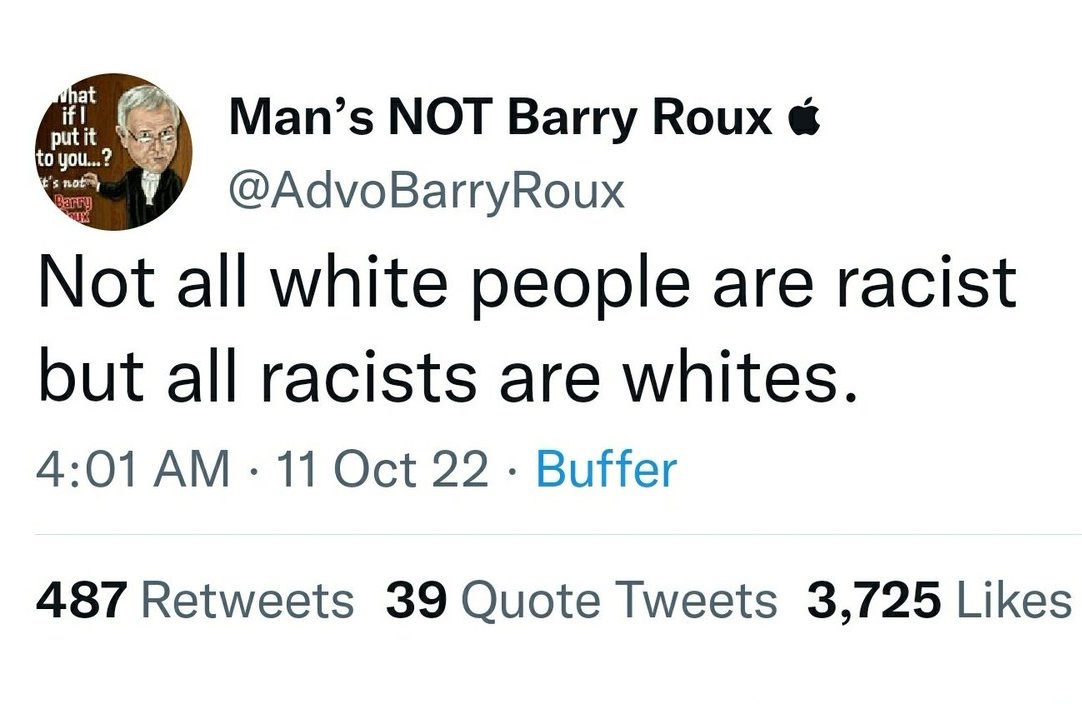 What
if I
put it
to you...?
it's not
Barry
Roux
Man's NOT Barry Roux 
@AdvoBarryRoux
Not all white people are racist
but all racists are whites.
4:01 AM · 11 Oct 22 · Buffer
487 Retweets 39 Quote Tweets 3,725 Likes